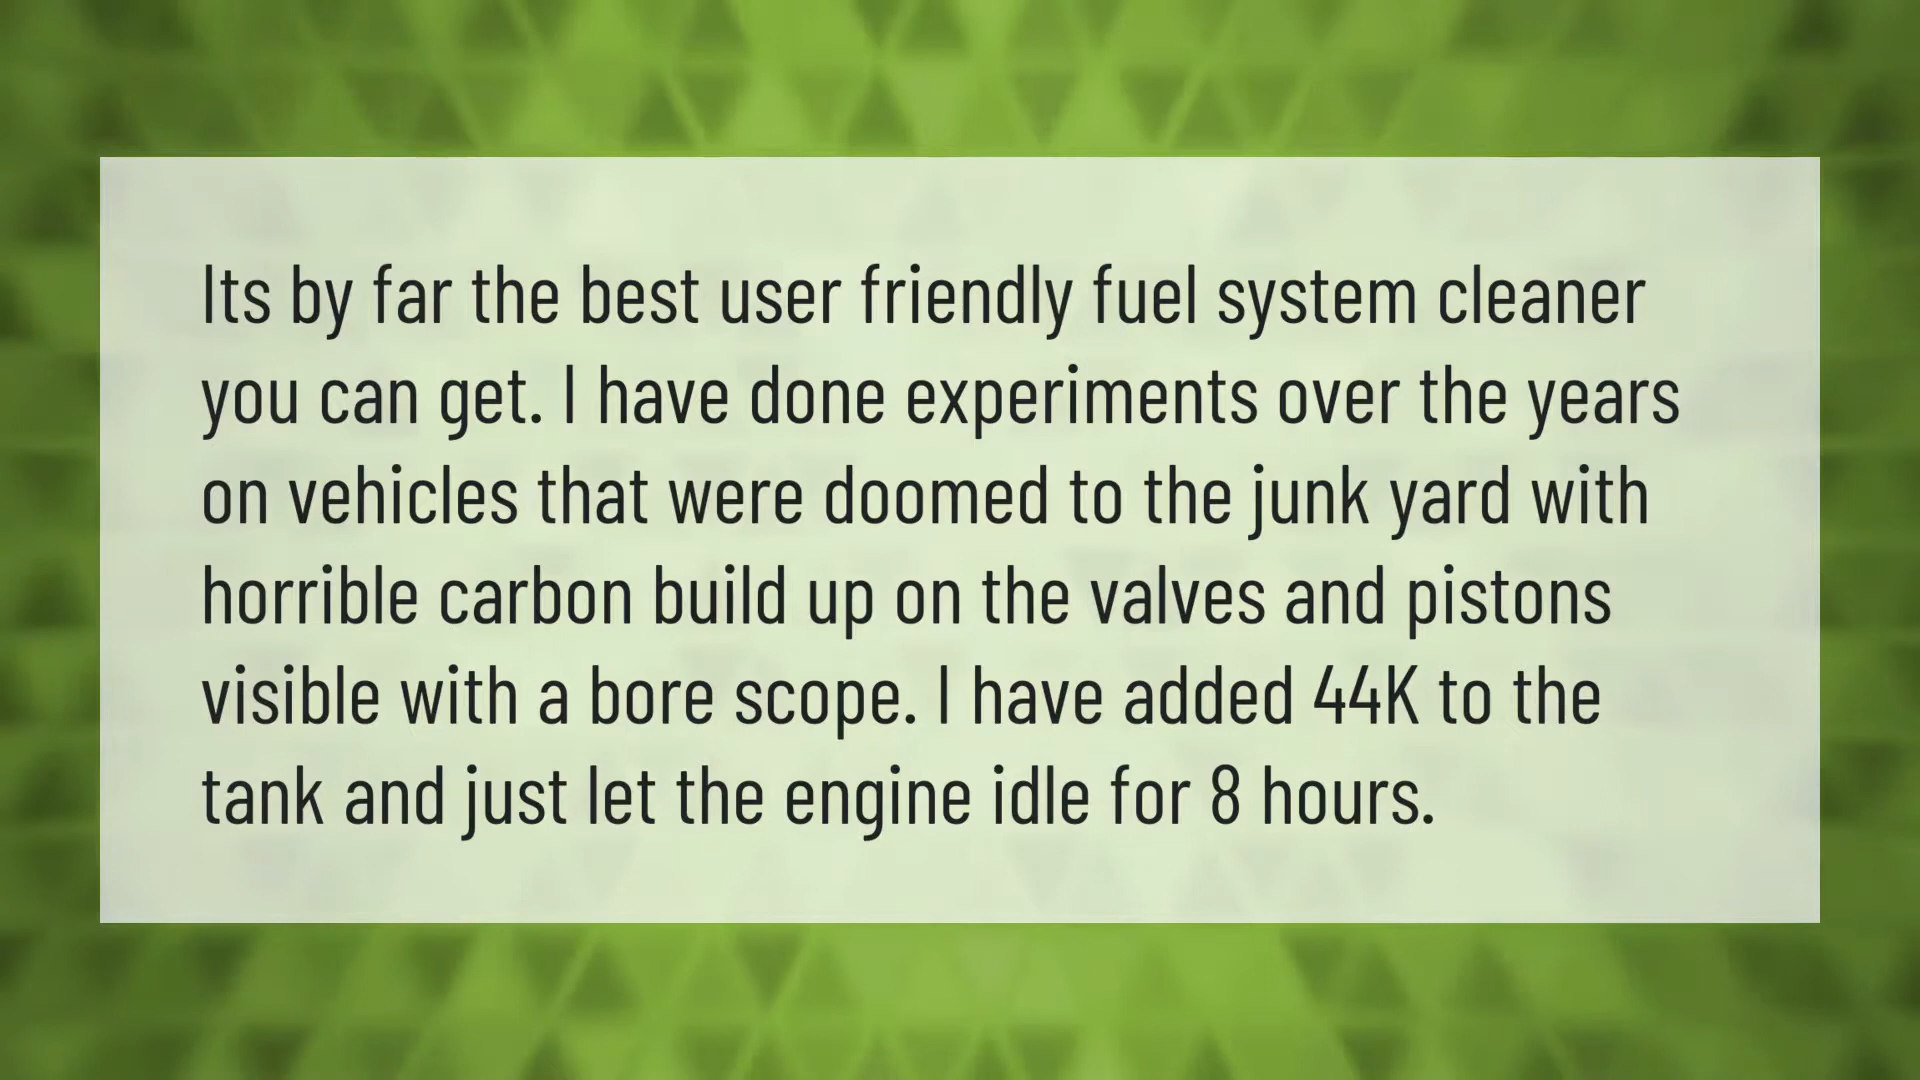 Its by far the best user friendly fuel system cleaner
you can get. I have done experiments over the years
on vehicles that were doomed to the junk yard with
horrible carbon build up on the valves and pistons
visible with a bore scope. I have added 44K to the
tank and just let the engine idle for 8 hours.